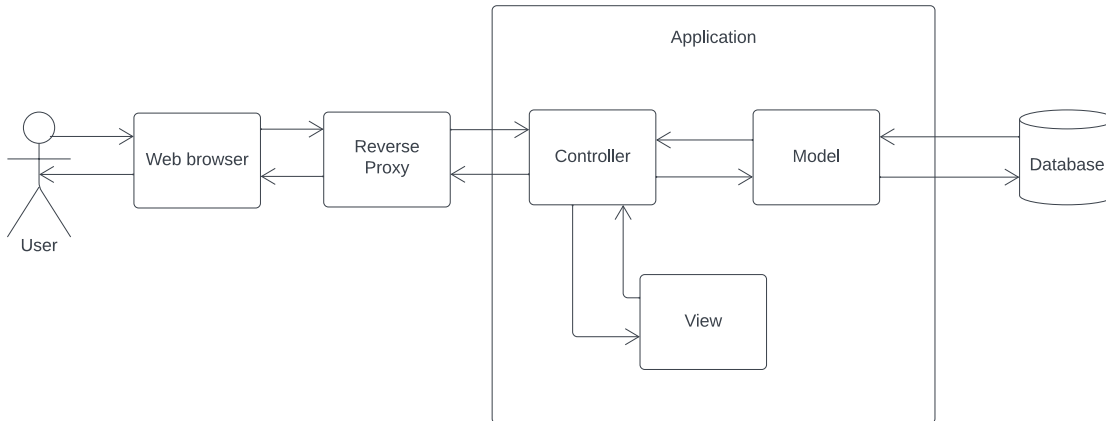 Application
Web browser
Reverse
Proxy
Controller
Model
Database
User
View